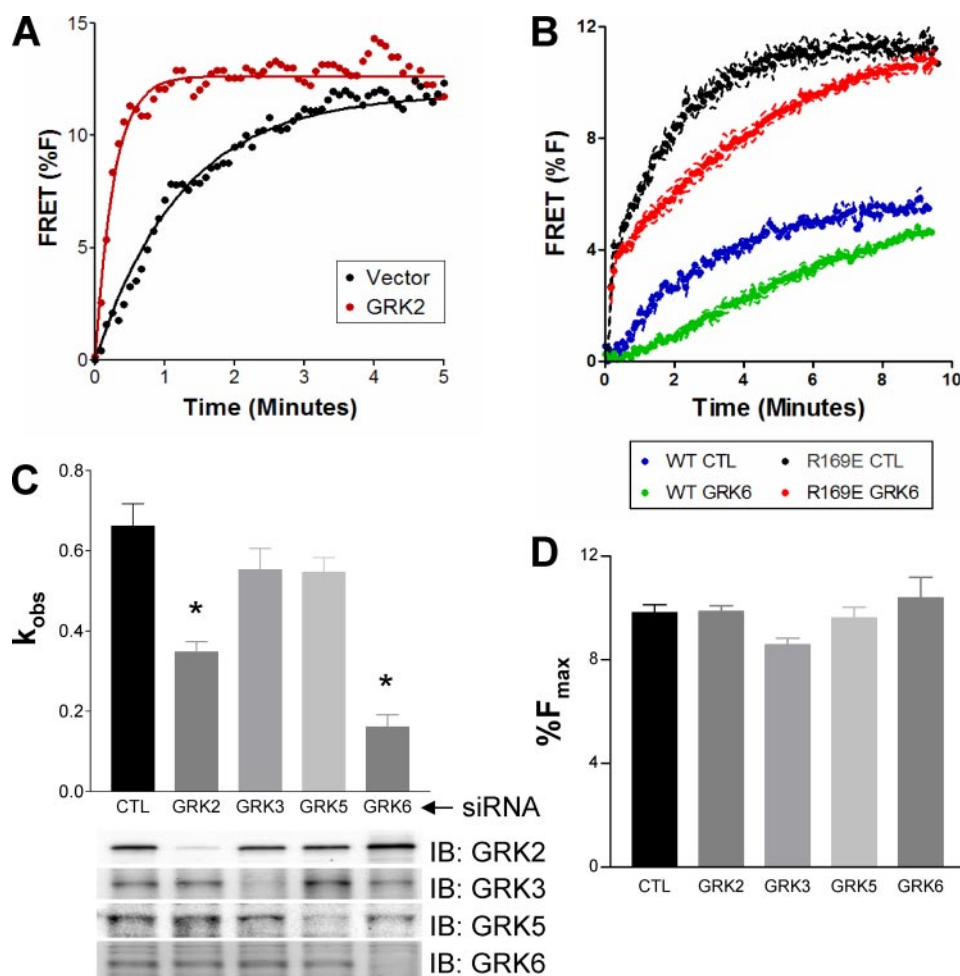 A
15
10
5
0
FRET (%F)
Vector
GRK2
0 1 2 3 4 5
Time (Minutes)
B
12
8
4
0
FRET (% F)
0 2 4 6 8 10
Time (Minutes)
WT CTL R169E CTL
WT GRK6 R169E GRK6
C
0.8
0.6
0.4
0.2
0.0
kobs
*
*
CTL GRK2 GRK3 GRK5 GRK6 siRNA
IB: GRK2
IB: GRK3
IB: GRK5
IB: GRK6
D
12
8
4
0
%Fmax
CTL GRK2 GRK3 GRK5 GRK6